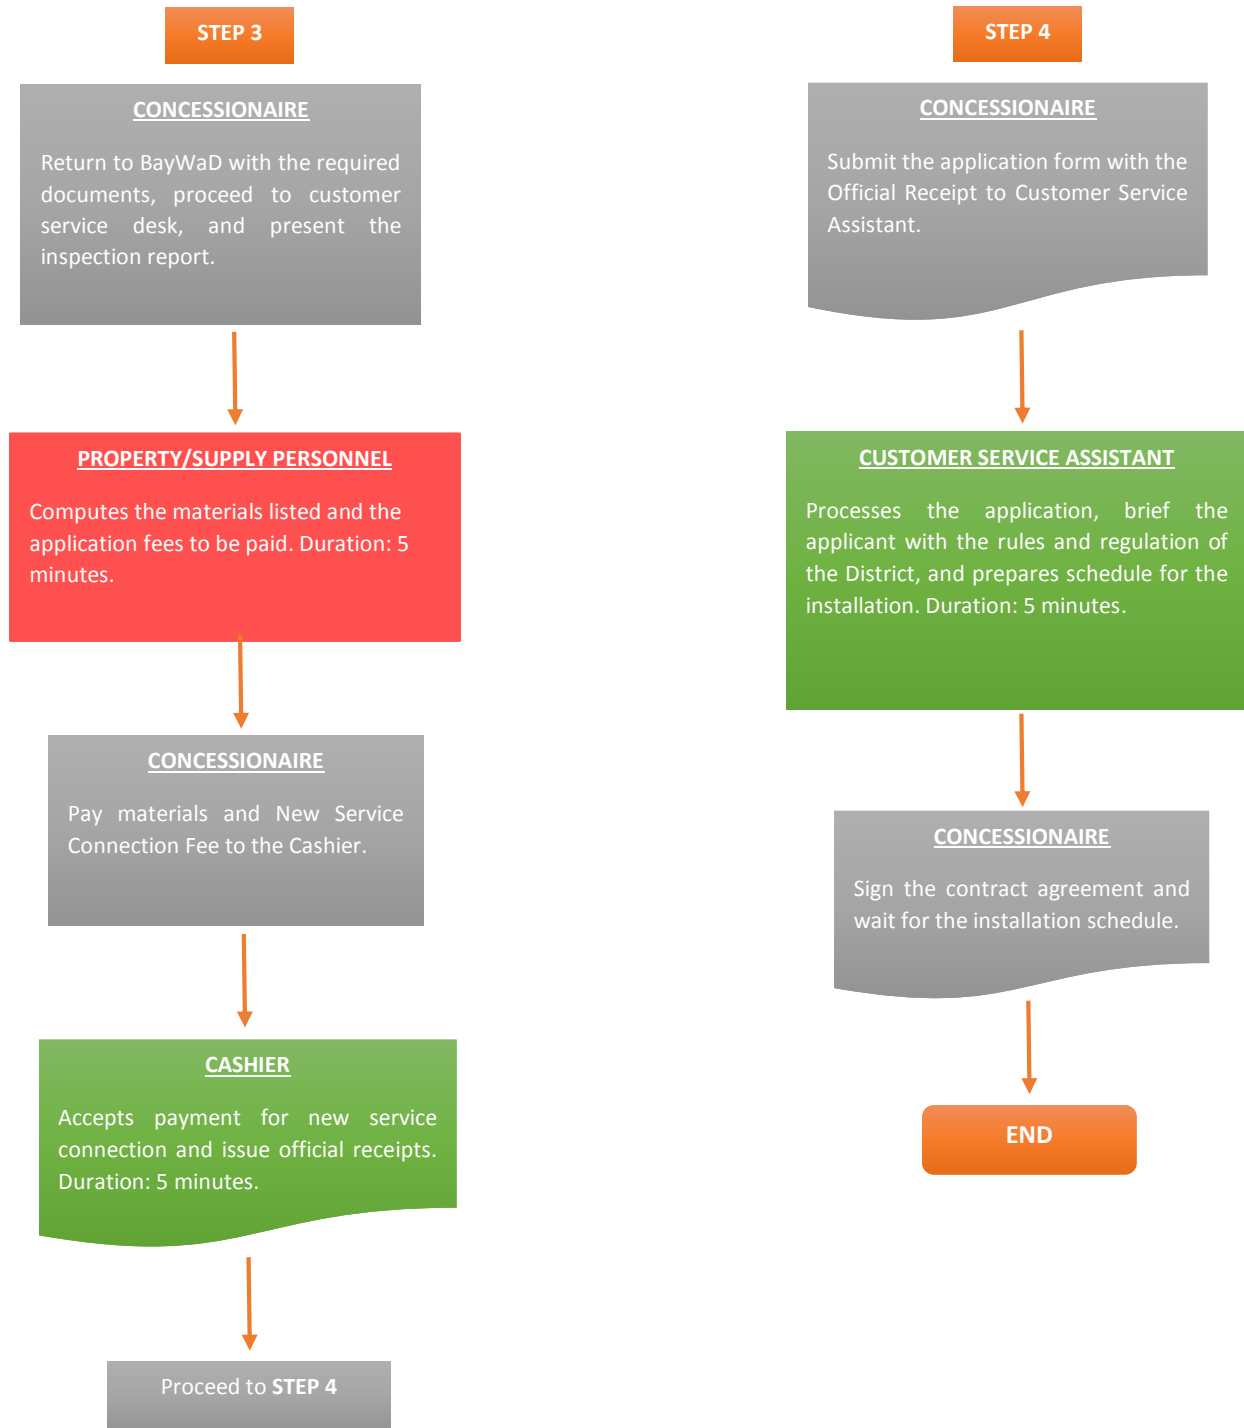 STEP 3
CONCESSIONAIRE
Return to BayWaD with the required
documents, proceed to customer
service desk, and present the
inspection report.
PROPERTY/SUPPLY PERSONNEL
Computes the materials listed and the
application fees to be paid. Duration: 5
minutes.
CONCESSIONAIRE
Pay materials and New Service
Connection Fee to the Cashier.
CASHIER
Accepts payment for new service
connection and issue official receipts.
Duration: 5 minutes.
Proceed to STEP 4
STEP 4
CONCESSIONAIRE
Submit the application form with the
Official Receipt to Customer Service
Assistant.
CUSTOMER SERVICE ASSISTANT
Processes the application, brief the
applicant with the rules and regulation of
the District, and prepares schedule for the
installation. Duration: 5 minutes.
CONCESSIONAIRE
Sign the contract agreement and
wait for the installation schedule.
END